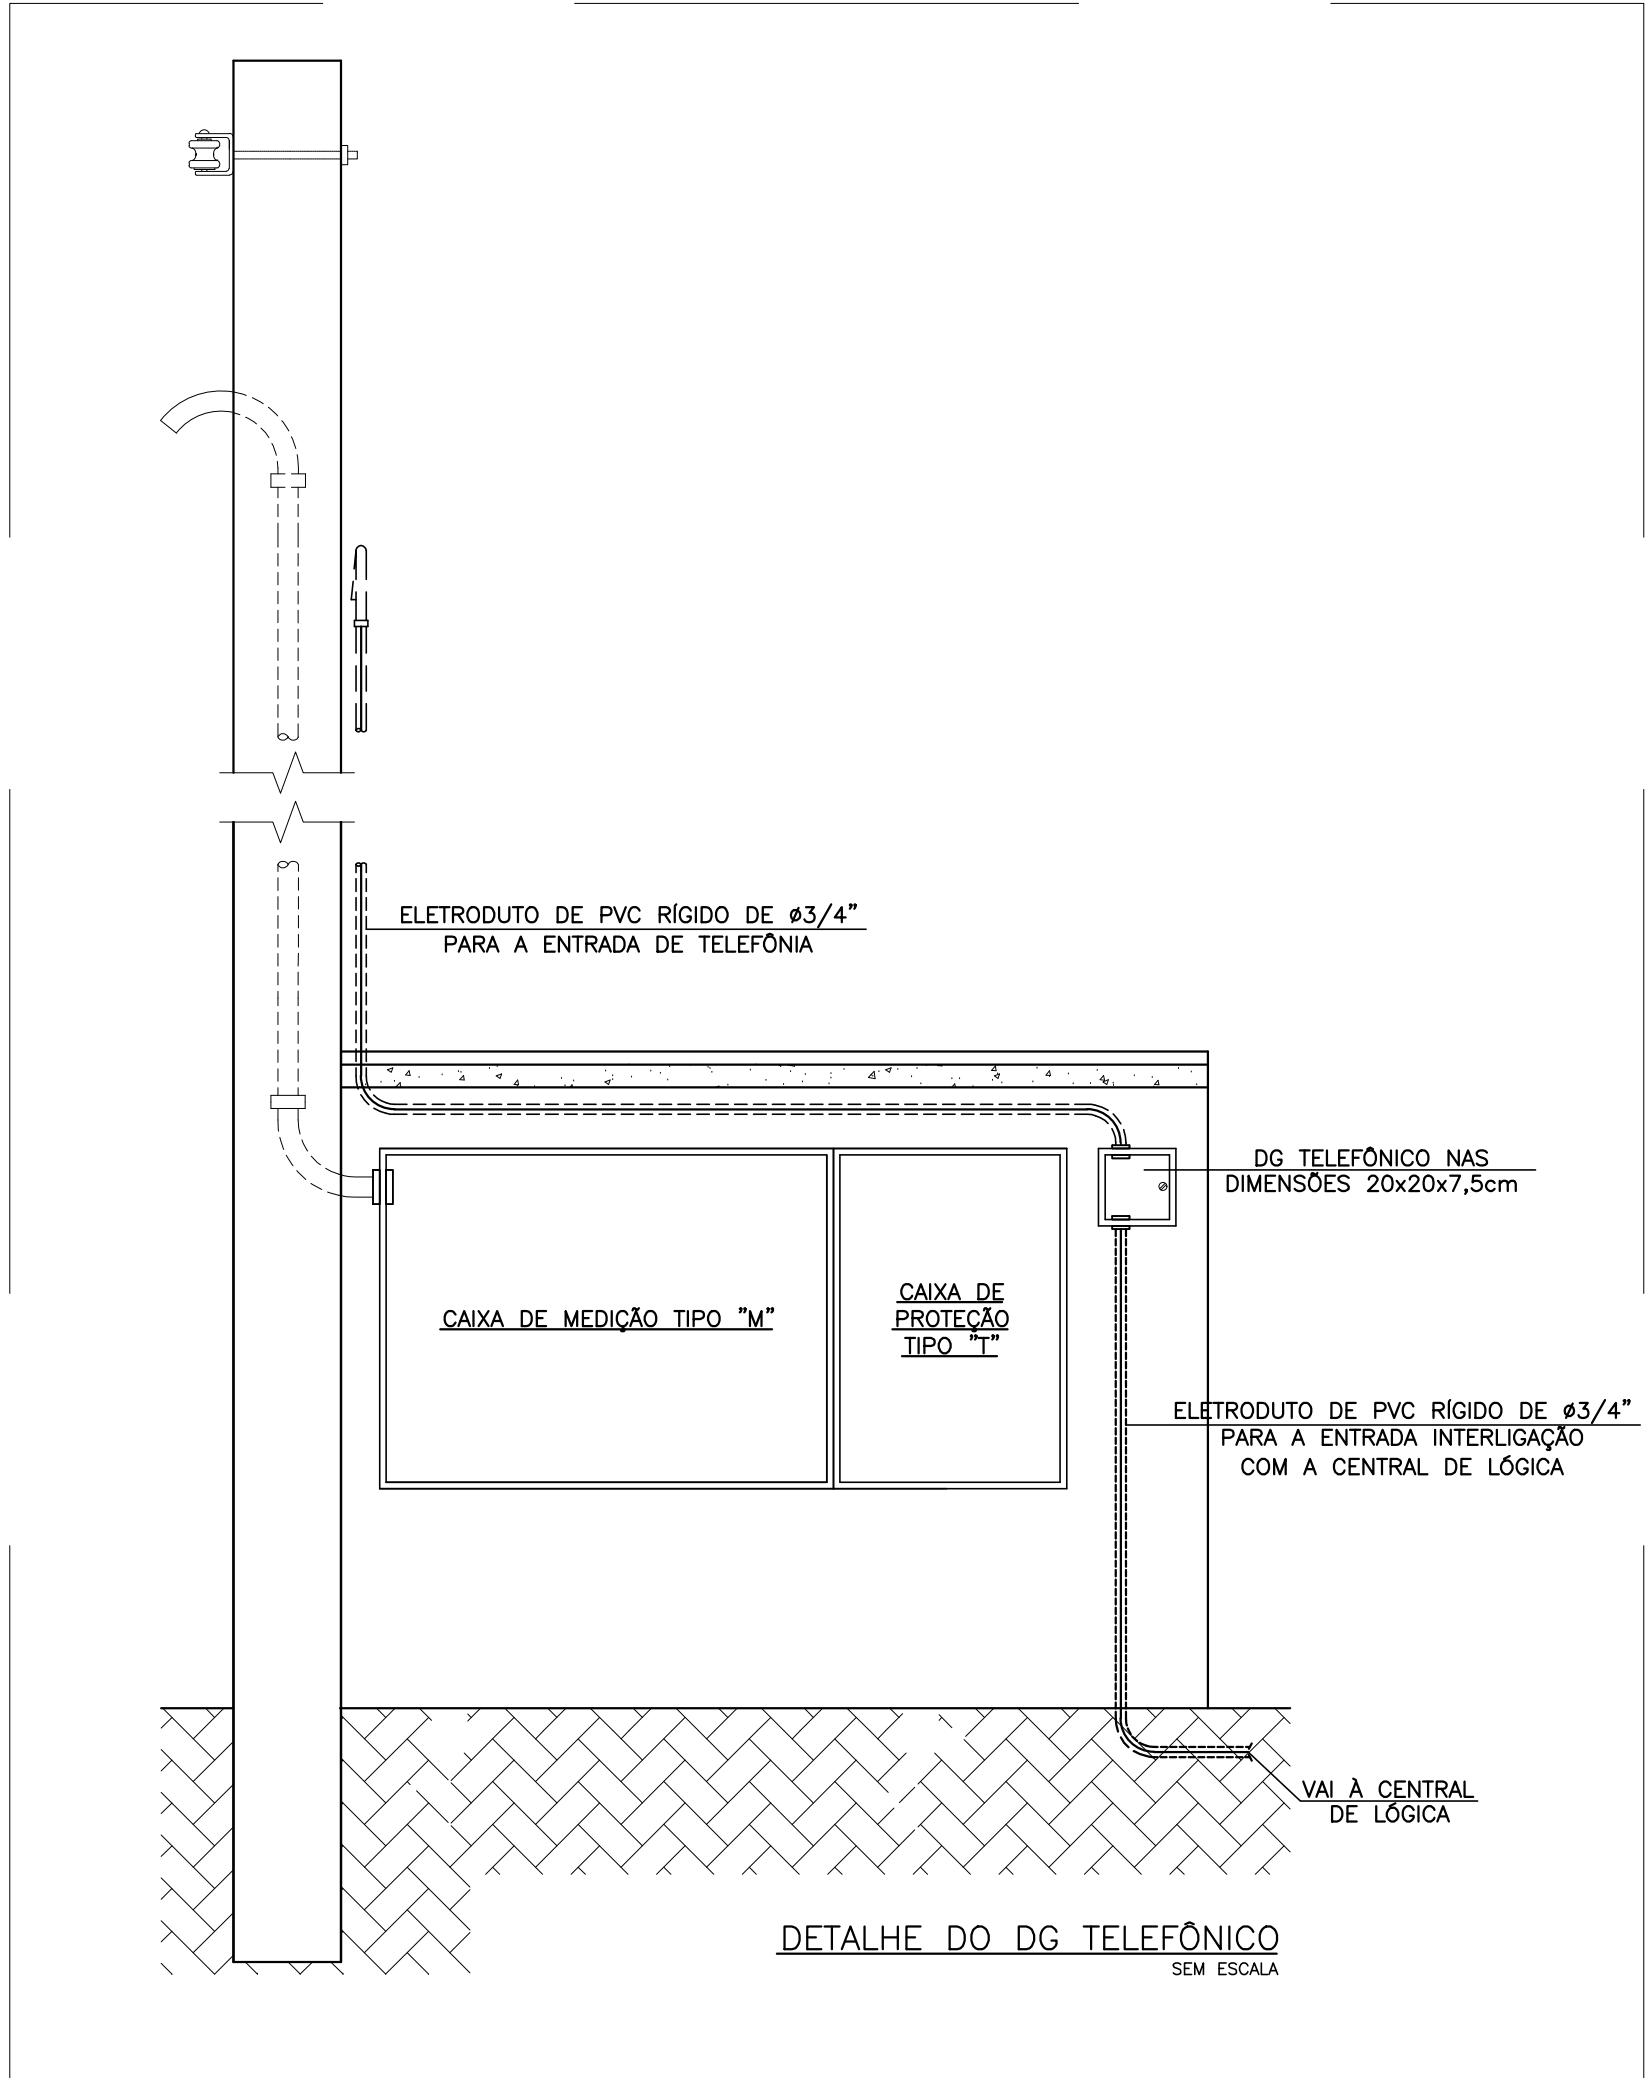 ELETRODUTO DE PVC RÍGIDO DE ø3/4"
PARA A ENTRADA DE TELEFÔNIA
DG TELEFÔNICO NAS
DIMENSÕES 20x20x7,5cm
CAIXA DE MEDIÇÃO TIPO "M"
CAIXA DE
PROTEÇÃO
TIPO "T"
ELETRODUTO DE PVC RÍGIDO DE ø3/4"
PARA A ENTRADA INTERLIGAÇÃO
COM A CENTRAL DE LÓGICA
VAI À CENTRAL
DE LÓGICA
DETALHE DO DG TELEFÔNICO
SEM ESCALA